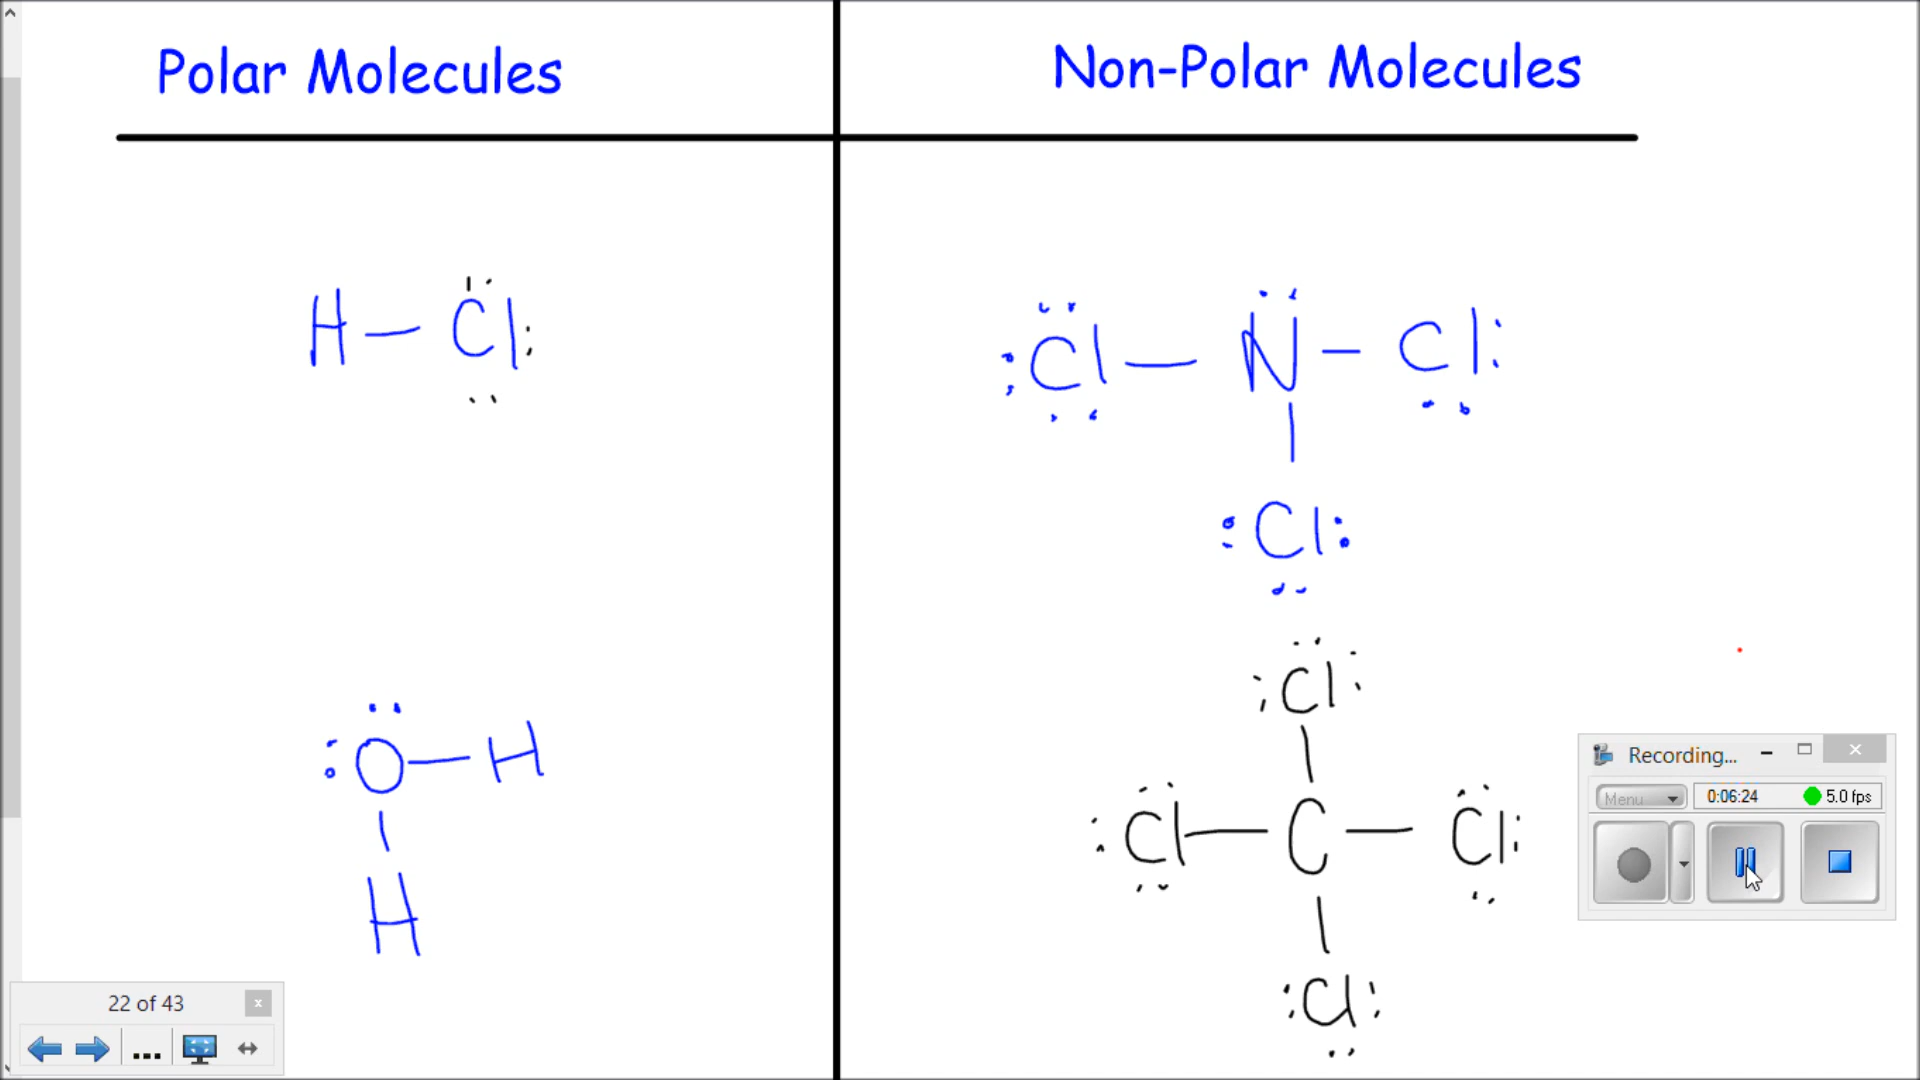 Polar Molecules
Non-Polar Molecules
H — Cl:
:Cl — N — Cl:
:Cl:
:Cl:
:O — H
:Cl — C — Cl:
H
:Cl:
Recording...
Menu
0:06:24
5.0 fps
22 of 43
...